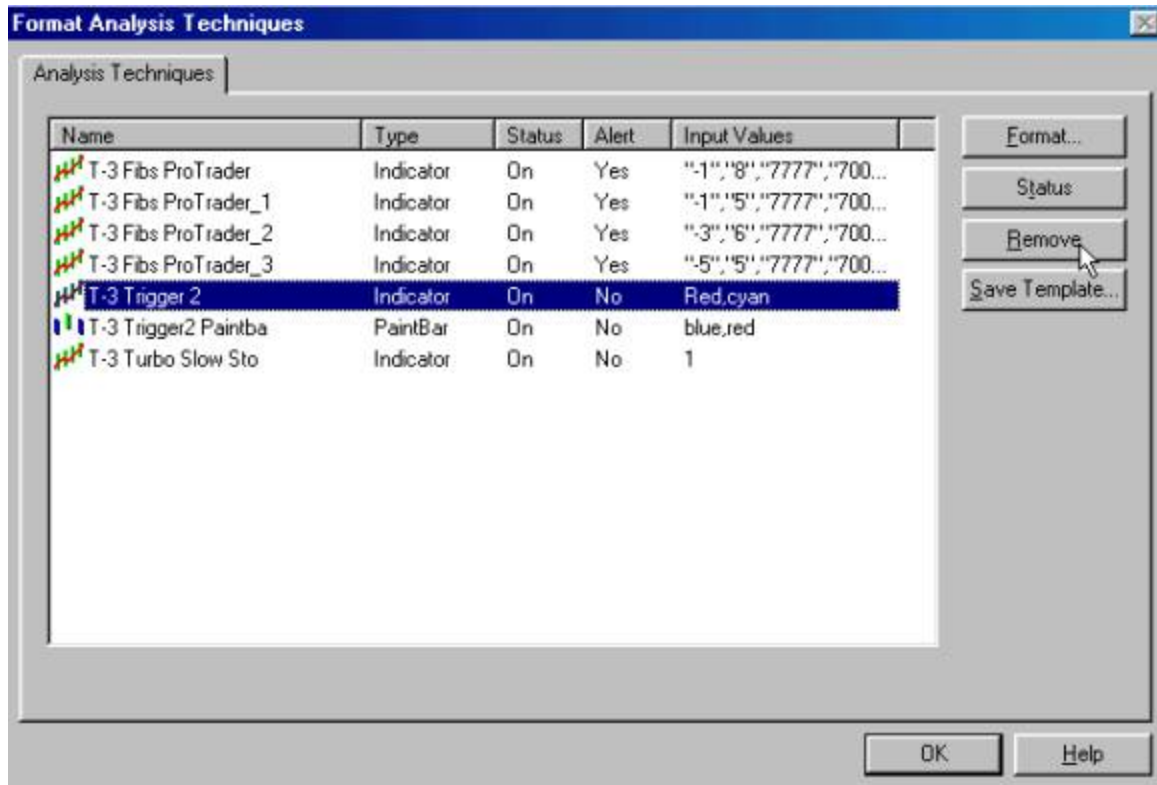 Format Analysis Techniques
Analysis Techniques
Name Type Status Alert Input Values
T-3 Fibs ProTrader Indicator On Yes "-1","8","7777","700...
T-3 Fibs ProTrader_1 Indicator On Yes "-1","5","7777","700...
T-3 Fibs ProTrader_2 Indicator On Yes "-3","6","7777","700...
T-3 Fibs ProTrader_3 Indicator On Yes "-5","5","7777","700...
T-3 Trigger 2 Indicator On No Red,cyan
T-3 Trigger2 Paintba PaintBar On No blue,red
T-3 Turbo Slow Sto Indicator On No 1
Format...
Status
Remove
Save Template...
OK Help